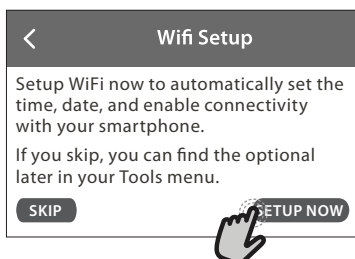 Wifi Setup
Setup WiFi now to automatically set the
time, date, and enable connectivity
with your smartphone.
If you skip, you can find the optional
later in your Tools menu.
SKIP
SETUP NOW